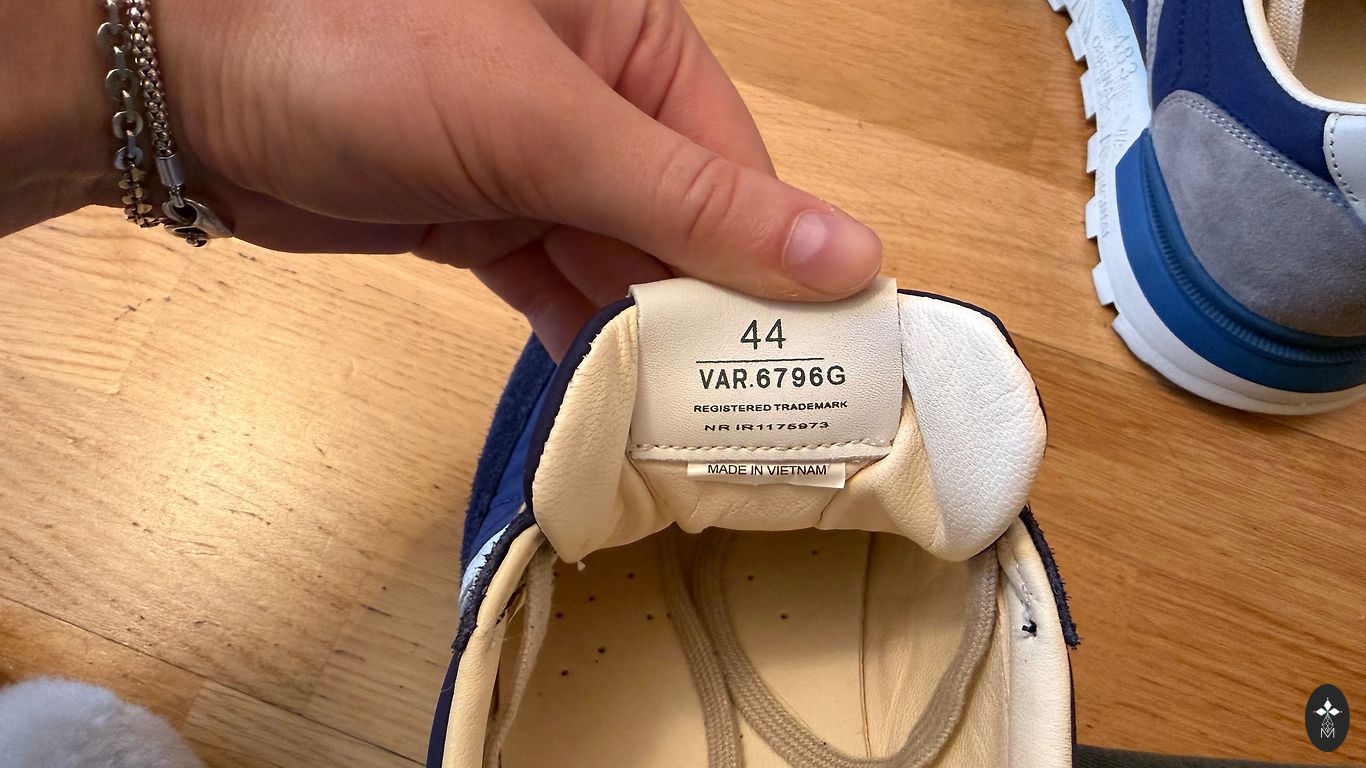 44
VAR.6796G
REGISTERED TRADEMARK
NR IR1175973
MADE IN VIETNAM